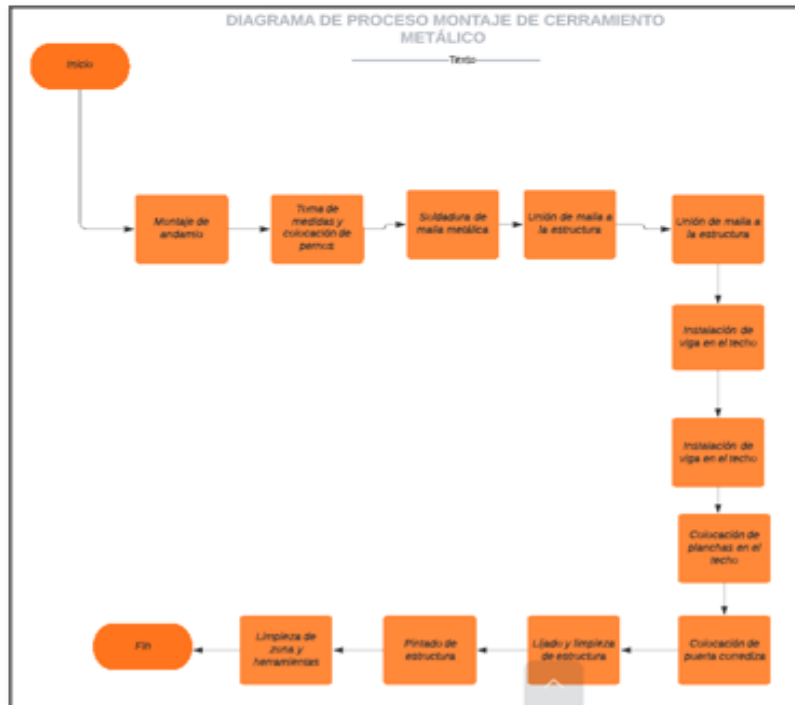 DIAGRAMA DE PROCESO MONTAJE DE CERRAMIENTO
METÁLICO
Texto
Inicio
Montaje de
andamio
Toma de
medidas y
colocación de
pernos
Soldadura de
malla metálica
Unión de malla a
la estructura
Unión de malla a
la estructura
Instalación de
viga en el techo
Instalación de
viga en el techo
Colocación de
planchas en el
techo
Colocación de
puerta corrediza
Lijado y limpieza
de estructura
Pintado de
estructura
Limpieza de
zona y
herramientas
Fin